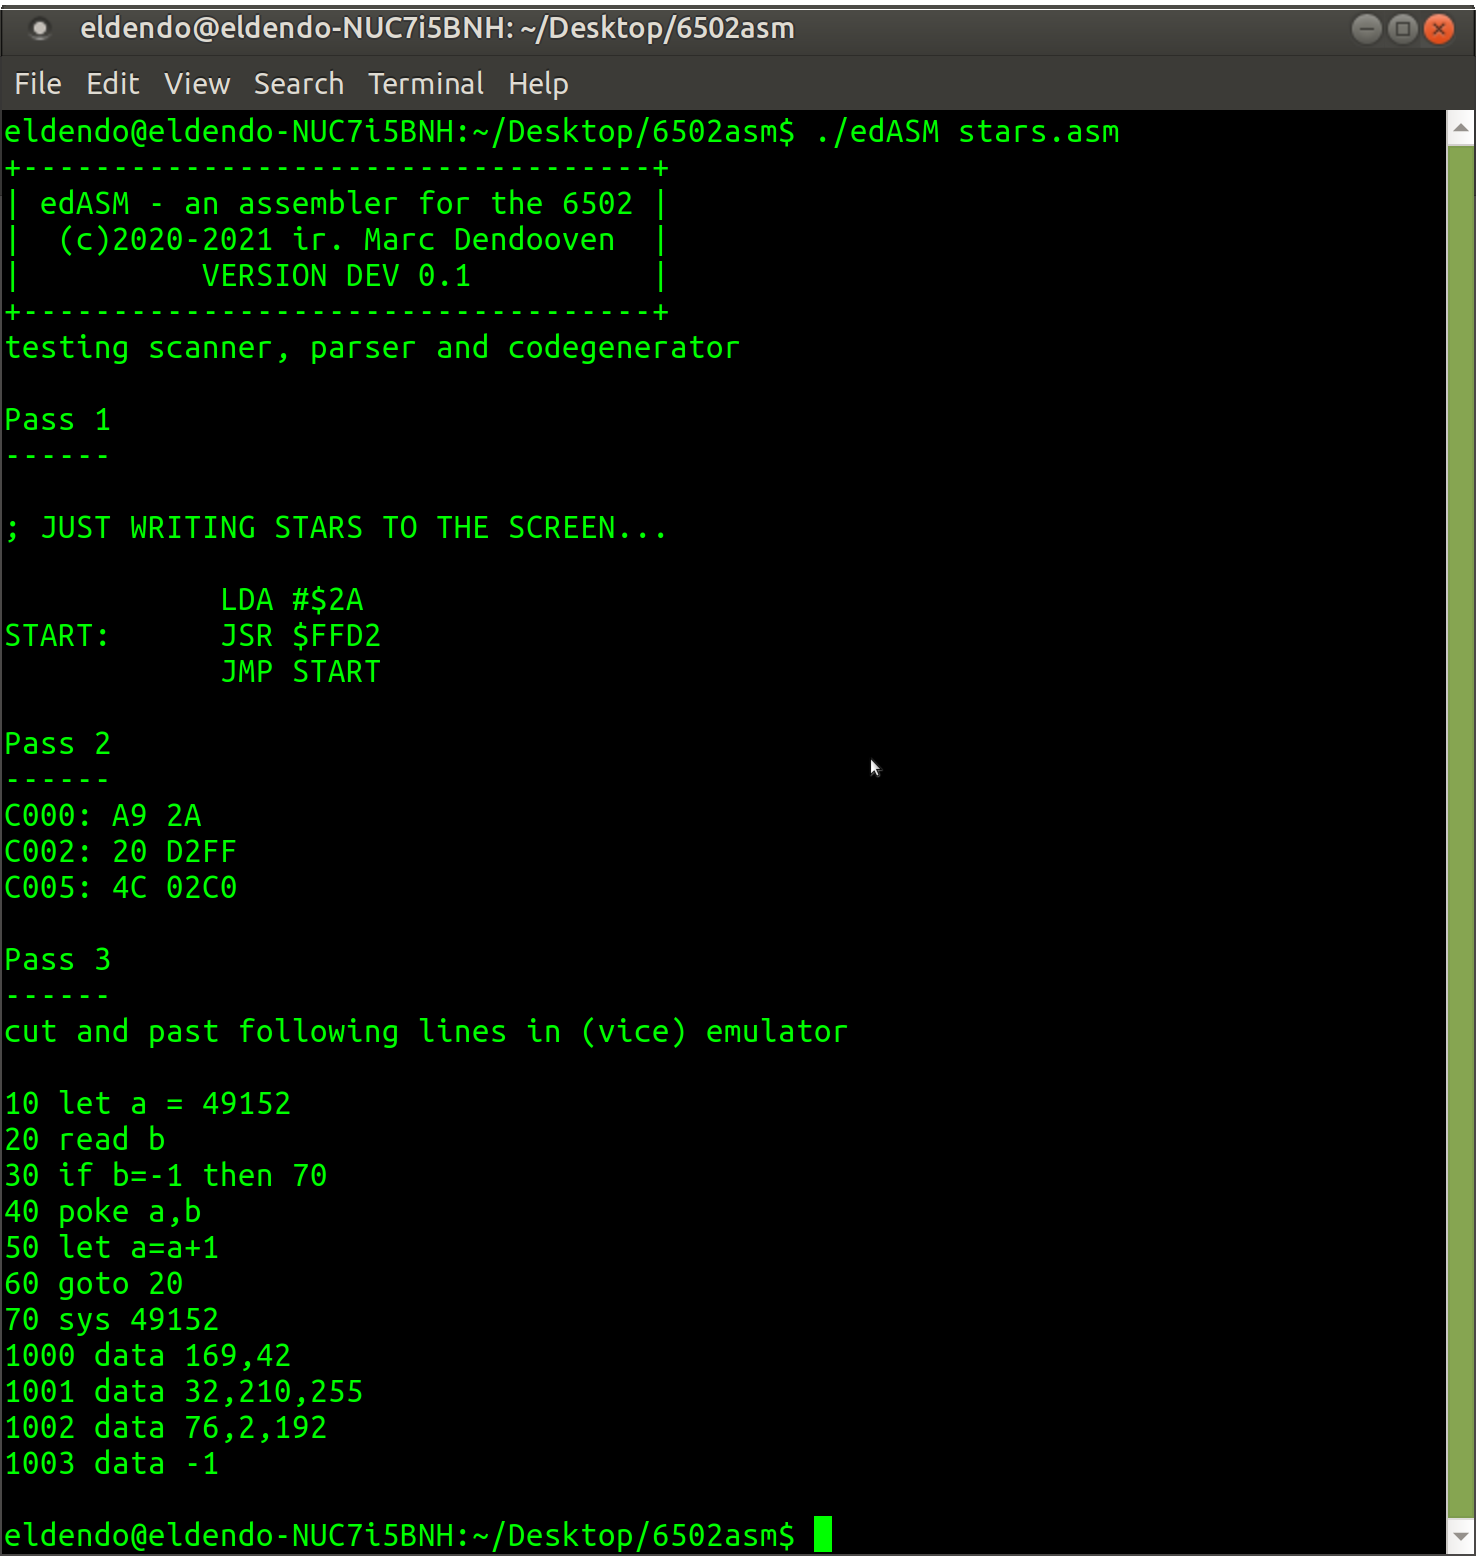 eldendo@eldendo-NUC7i5BNH: ~/Desktop/6502asm
File Edit View Search Terminal Help
eldendo@eldendo-NUC7i5BNH:~/Desktop/6502asm$ ./edASM stars.asm
+-----------------------------------+
| edASM - an assembler for the 6502 |
|  (c)2020-2021 ir. Marc Dendooven  |
|          VERSION DEV 0.1          |
+-----------------------------------+
testing scanner, parser and codegenerator

Pass 1
------

; JUST WRITING STARS TO THE SCREEN...

            LDA #$2A
START:      JSR $FFD2
            JMP START

Pass 2
------
C000: A9 2A
C002: 20 D2FF
C005: 4C 02C0

Pass 3
------
cut and past following lines in (vice) emulator

10 let a = 49152
20 read b
30 if b=-1 then 70
40 poke a,b
50 let a=a+1
60 goto 20
70 sys 49152
1000 data 169,42
1001 data 32,210,255
1002 data 76,2,192
1003 data -1

eldendo@eldendo-NUC7i5BNH:~/Desktop/6502asm$